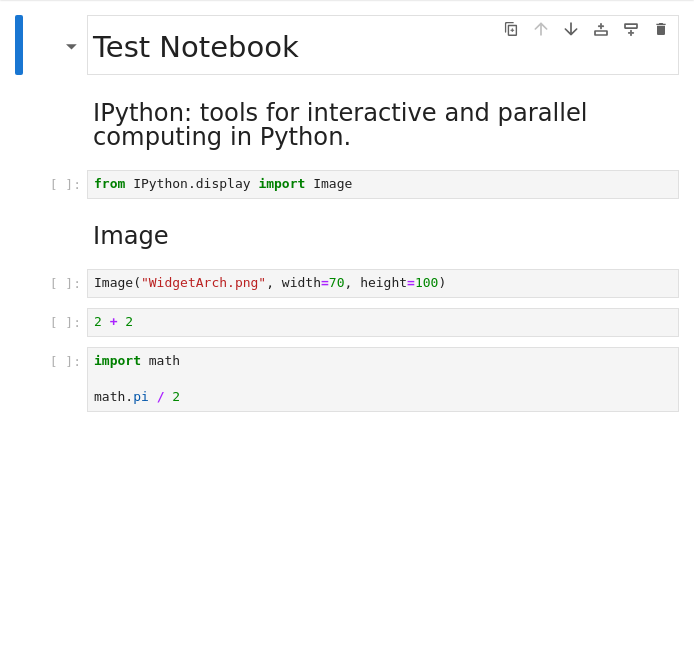 Test Notebook
IPython: tools for interactive and parallel
computing in Python.
[ ]: from IPython.display import Image
Image
[ ]: Image("WidgetArch.png", width=70, height=100)
[ ]: 2 + 2
[ ]: import math
math.pi / 2